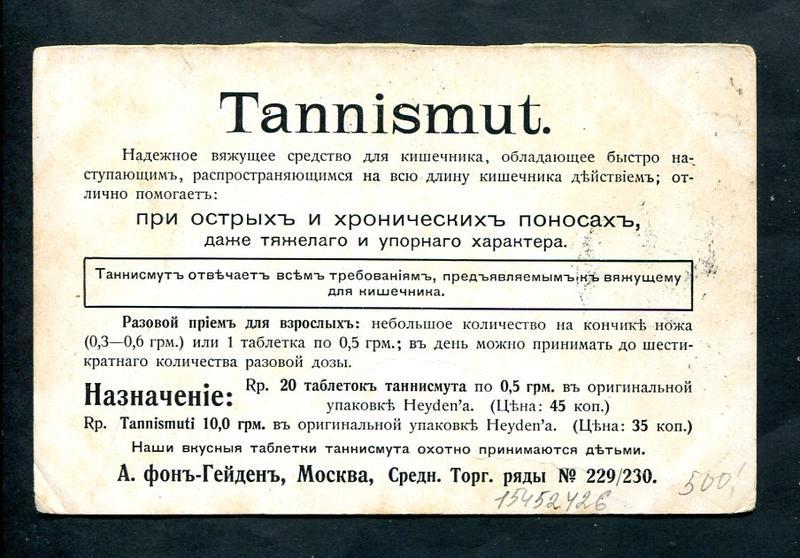 Tannismut.
Надежное вяжущее средство для кишечника, обладающее быстро на-
ступающимъ, распространяющимся на всю длину кишечника дѣйствіемъ; от-
лично помогаетъ:
при острыхъ и хроническихъ поносахъ,
даже тяжелаго и упорнаго характера.
Таннисмутъ отвѣчаетъ всѣмъ требованіямъ, предъявляемымъ къ вяжущему
для кишечника.
Разовой пріемъ для взрослыхъ: небольшое количество на кончикѣ ножа
(0,3—0,6 грм.) или 1 таблетка по 0,5 грм.; въ день можно принимать до шести-
кратнаго количества разовой дозы.
Назначеніе: Rp. 20 таблетокъ таннисмута по 0,5 грм. въ оригинальной
упаковкѣ Heyden'a. (Цѣна: 45 коп.)
Rp. Tannismuti 10,0 грм. въ оригинальной упаковкѣ Heyden'a. (Цѣна: 35 коп.)
Наши вкусныя таблетки таннисмута охотно принимаются дѣтьми.
А. фонъ-Гейденъ, Москва, Средн. Торг. ряды № 229/230.
15452426
500!